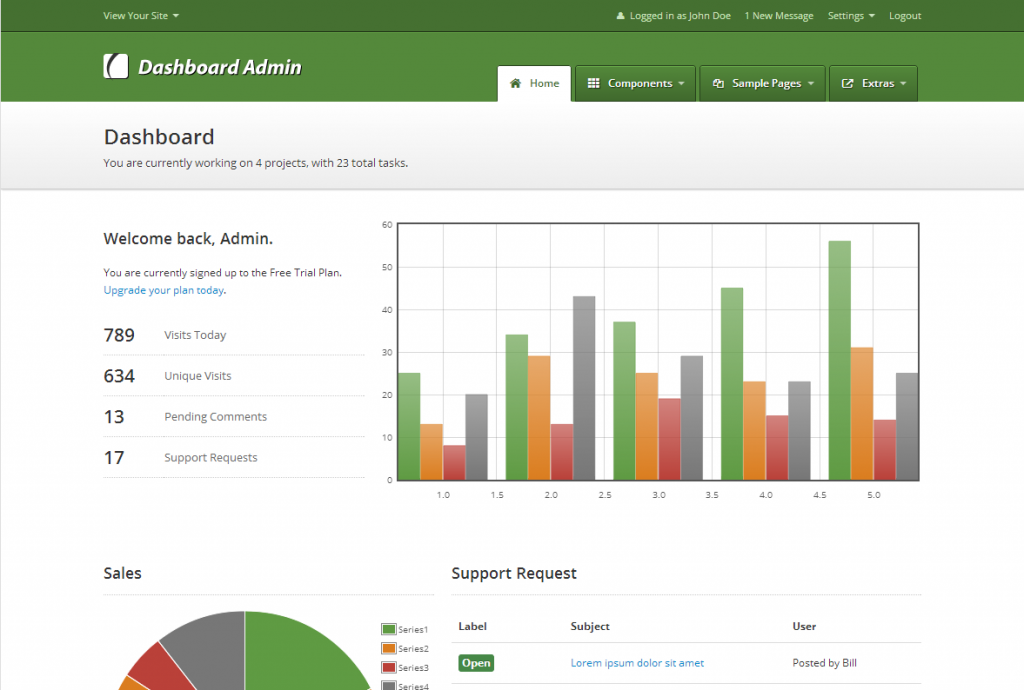 View Your Site
Logged in as John Doe 1 New Message Settings Logout
Dashboard Admin
Home Components Sample Pages Extras
Dashboard
You are currently working on 4 projects, with 23 total tasks.
Welcome back, Admin.
You are currently signed up to the Free Trial Plan.
Upgrade your plan today.
789 Visits Today
634 Unique Visits
13 Pending Comments
17 Support Requests
60
50
40
30
20
10
0
1.0 1.5 2.0 2.5 3.0 3.5 4.0 4.5 5.0
Sales
Series1
Series2
Series3
Series4
Support Request
Label Subject User
Open Lorem ipsum dolor sit amet Posted by Bill